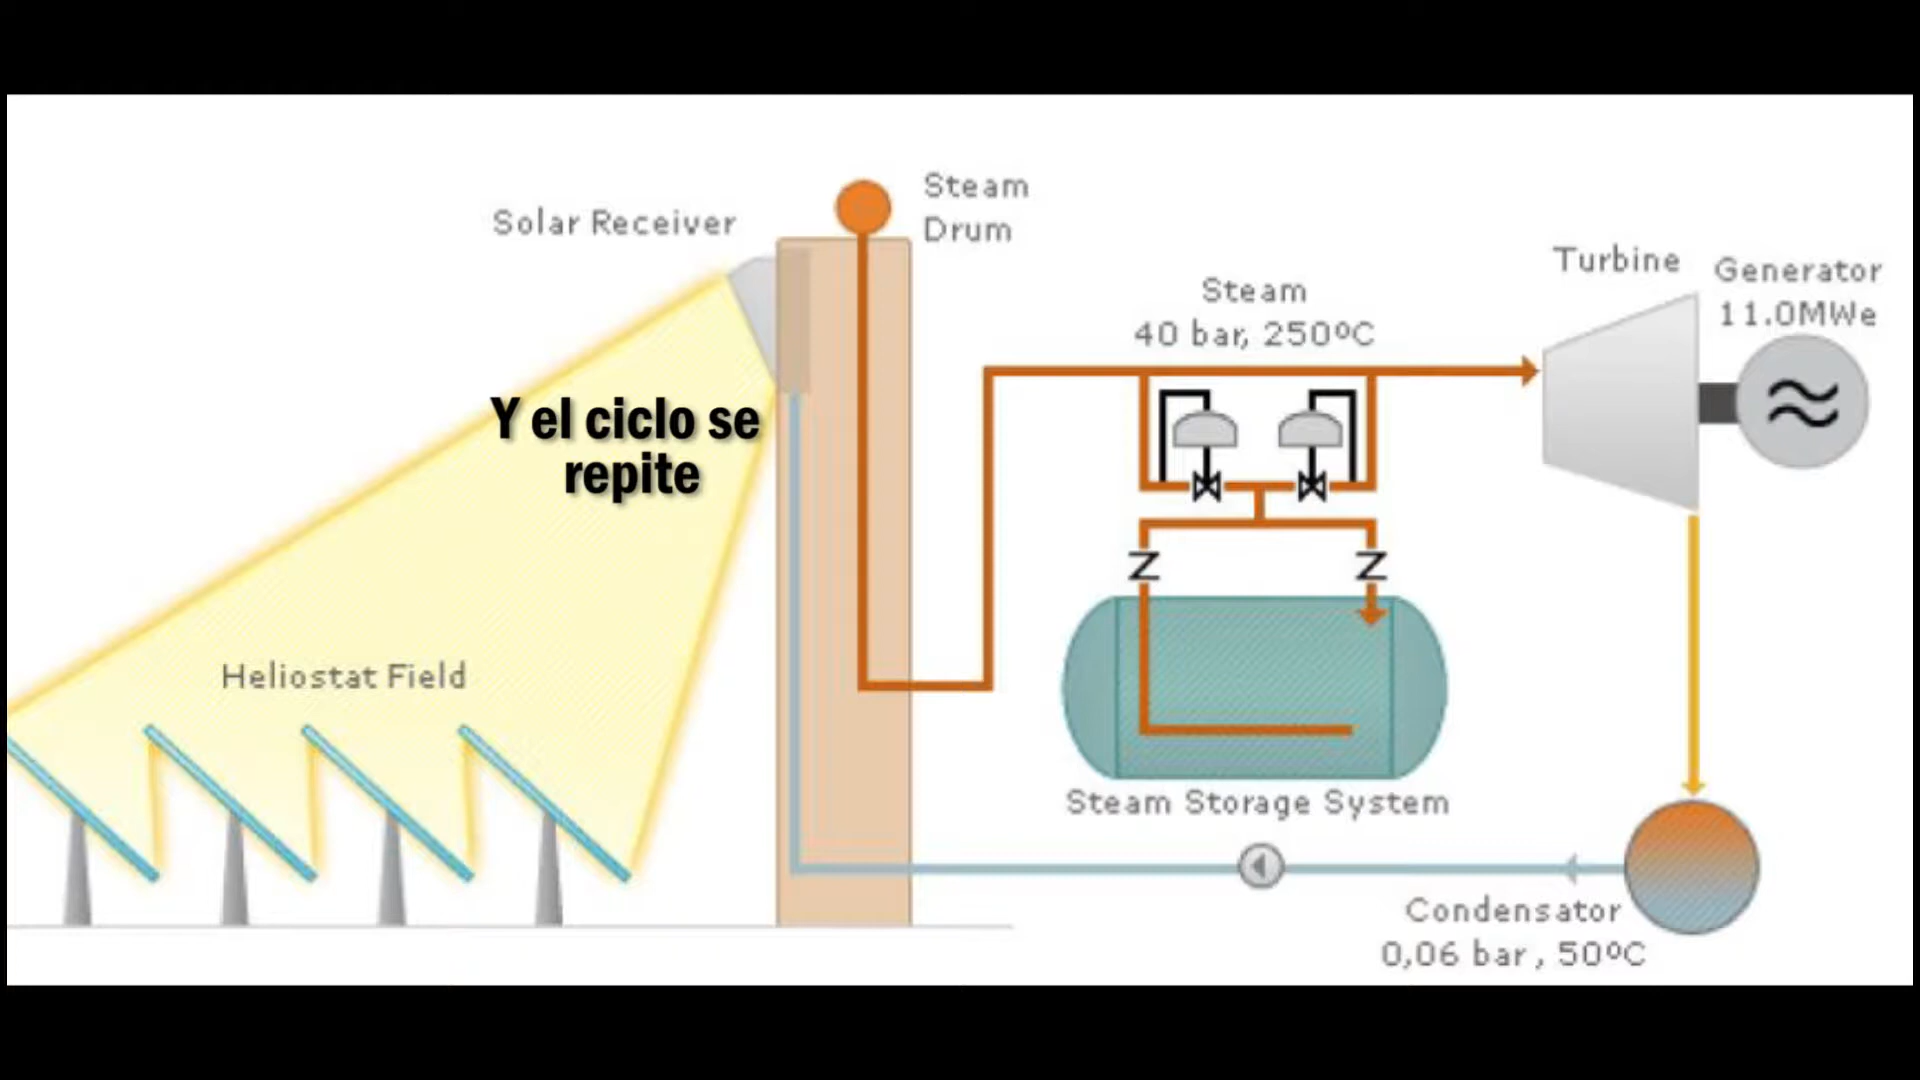 Steam
Drum
Solar Receiver
Turbine
Generator
11.0MWe
Steam
40 bar, 250ºC
Y el ciclo se
repite
Heliostat Field
Steam Storage System
Condensator
0,06 bar , 50ºC